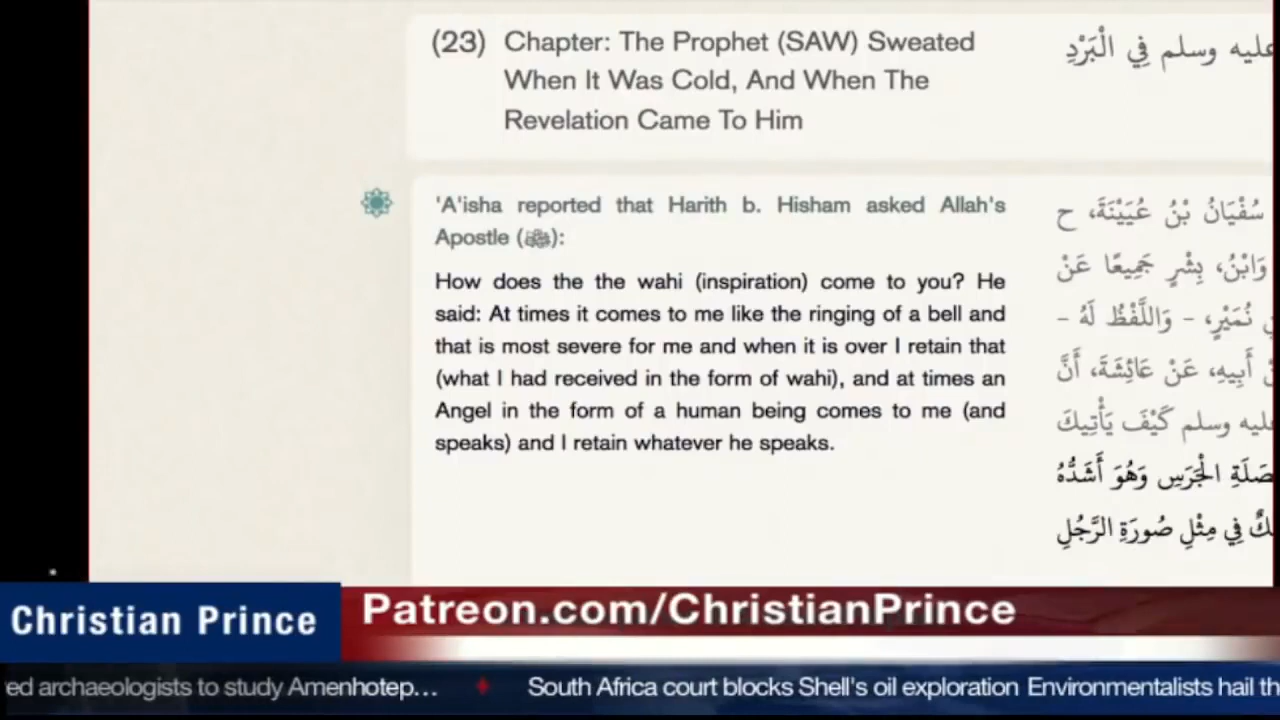 (23) Chapter: The Prophet (SAW) Sweated
When It Was Cold, And When The
Revelation Came To Him
عليه وسلم فِي الْبَرْدِ
'A'isha reported that Harith b. Hisham asked Allah's
Apostle (ﷺ):
How does the the wahi (inspiration) come to you? He
said: At times it comes to me like the ringing of a bell and
that is most severe for me and when it is over I retain that
(what I had received in the form of wahi), and at times an
Angel in the form of a human being comes to me (and
speaks) and I retain whatever he speaks.
سُفْيَانُ بْنُ عُيَيْنَةَ، ح
وَابْنُ، بِشْرٍ جَمِيعًا عَنْ
نُمَيْرٍ، - وَاللَّفْظُ لَهُ -
أَبِيهِ، عَنْ عَائِشَةَ، أَنَّ
عليه وسلم كَيْفَ يَأْتِيكَ
الْجَرَسِ وَهُوَ أَشَدُّهُ
فِي مِثْلِ صُورَةِ الرَّجُلِ
Christian Prince
Patreon.com/ChristianPrince
ed archaeologists to study Amenhotep... South Africa court blocks Shell's oil exploration Environmentalists hail th